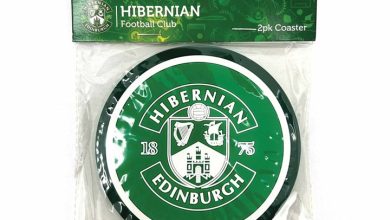 HIBERNIAN
Football Club
2pk Coaster
HIBERNIAN
18 75
EDINBURGH